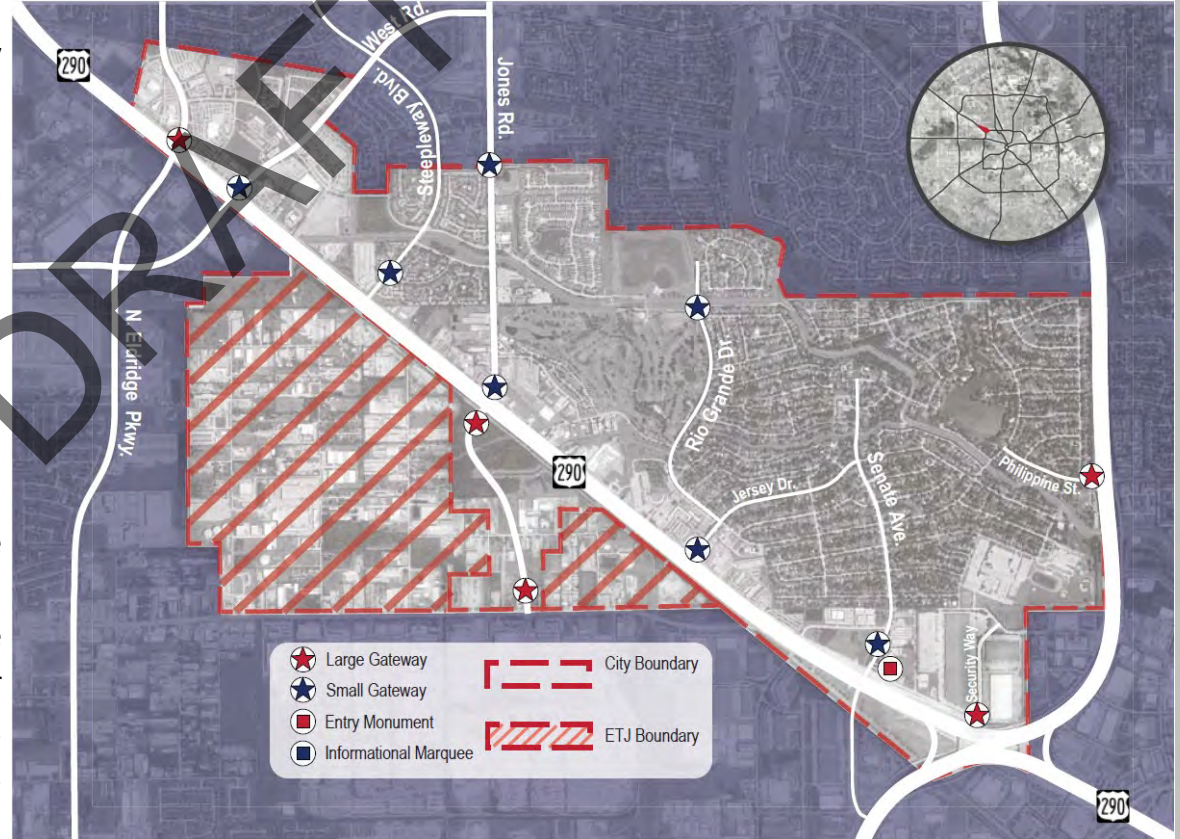 DRAFT
290
West Rd.
Steepleway Blvd.
Jones Rd.
N Eldridge Pkwy.
Rio Grande Dr.
290
Jersey Dr.
Senate Ave.
Philippine St.
Security Way
290
Large Gateway
Small Gateway
Entry Monument
Informational Marquee
City Boundary
ETJ Boundary